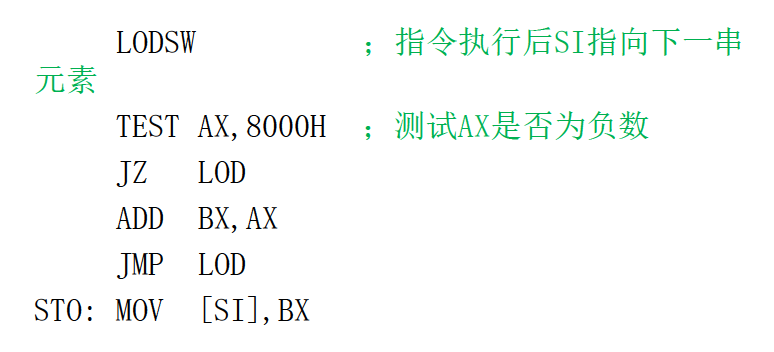 LODSW ；指令执行后SI指向下一串
元素
TEST AX,8000H ；测试AX是否为负数
JZ LOD
ADD BX,AX
JMP LOD
STO: MOV [SI],BX